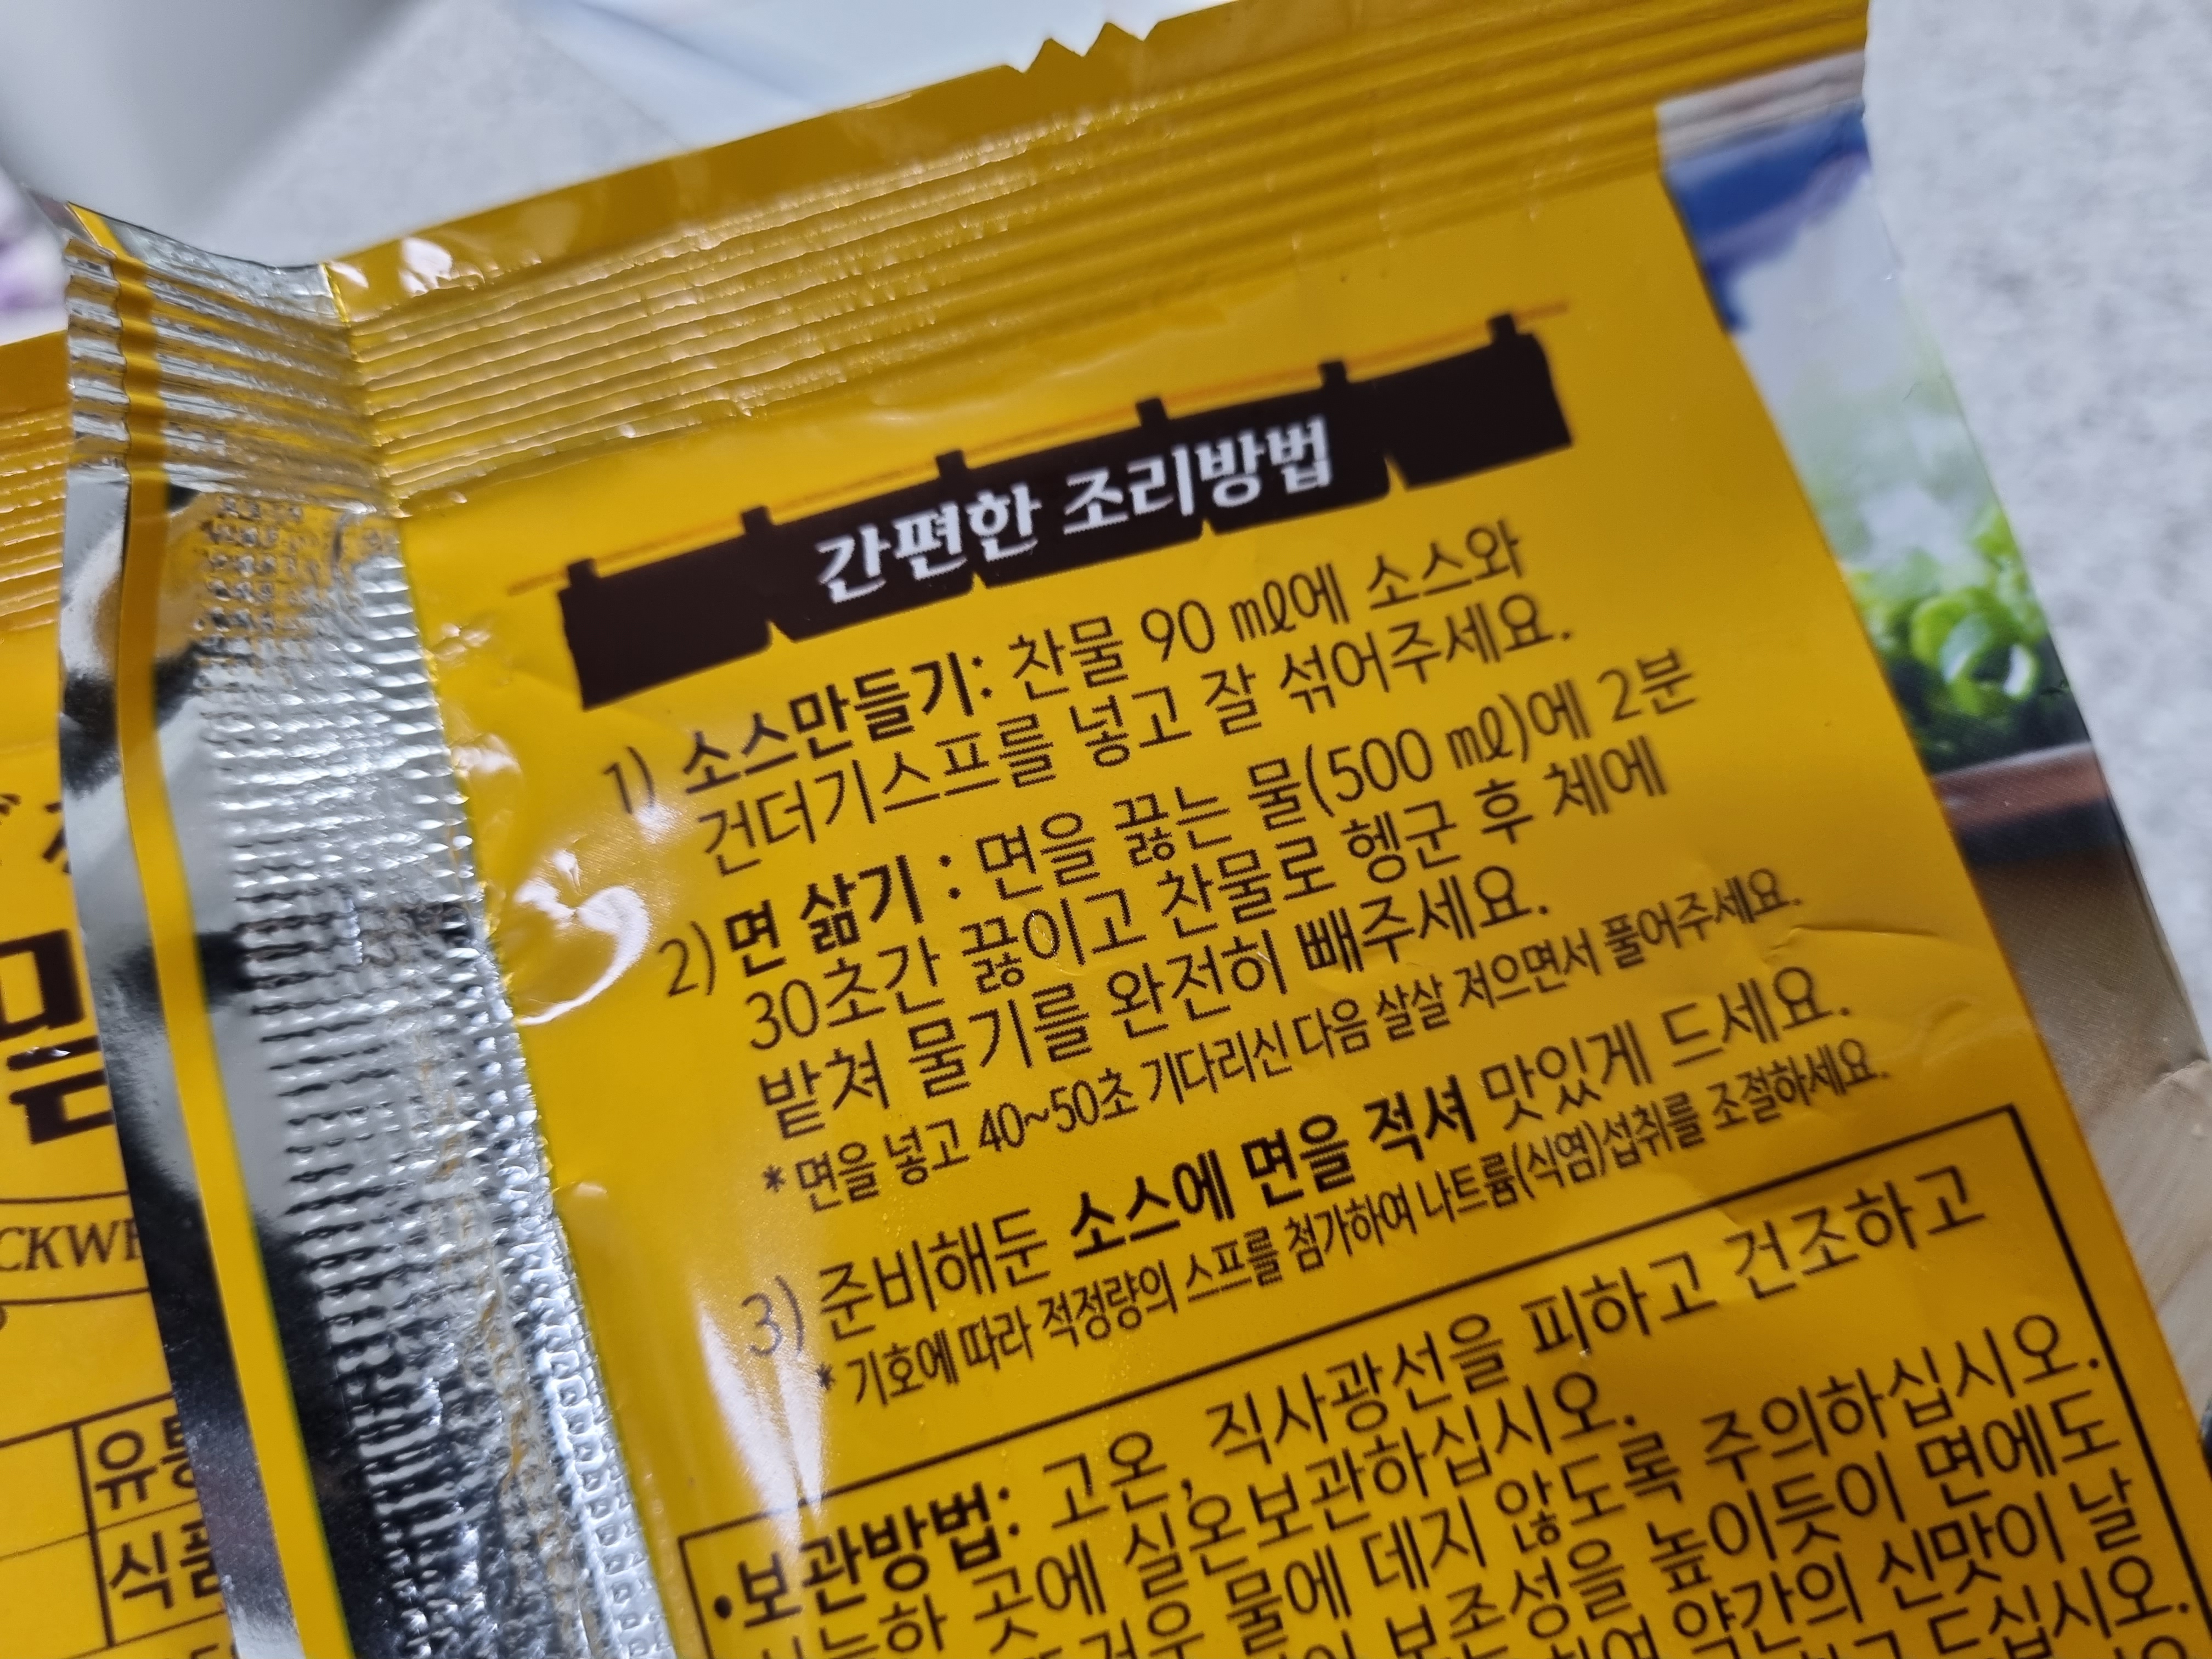 간편한 조리방법
1) 소스만들기: 찬물 90 ㎖에 소스와
건더기스프를 넣고 잘 섞어주세요.
2) 면 삶기 : 면을 끓는 물(500 ㎖)에 2분
30초간 끓이고 찬물로 헹군 후 체에
밭쳐 물기를 완전히 빼주세요.
* 면을 넣고 40~50초 기다리신 다음 살살 저으면서 풀어주세요.
3) 준비해둔 소스에 면을 적셔 맛있게 드세요.
* 기호에 따라 적정량의 스프를 첨가하여 나트륨(식염)섭취를 조절하세요.
•보관방법: 고온, 직사광선을 피하고 건조하고
곳에 실온보관하십시오.
물에 데지 않도록 주의하십시오.
보존성을 높이듯이 면에도
약간의 신맛이 날
드십시오.
CKW
유
식품